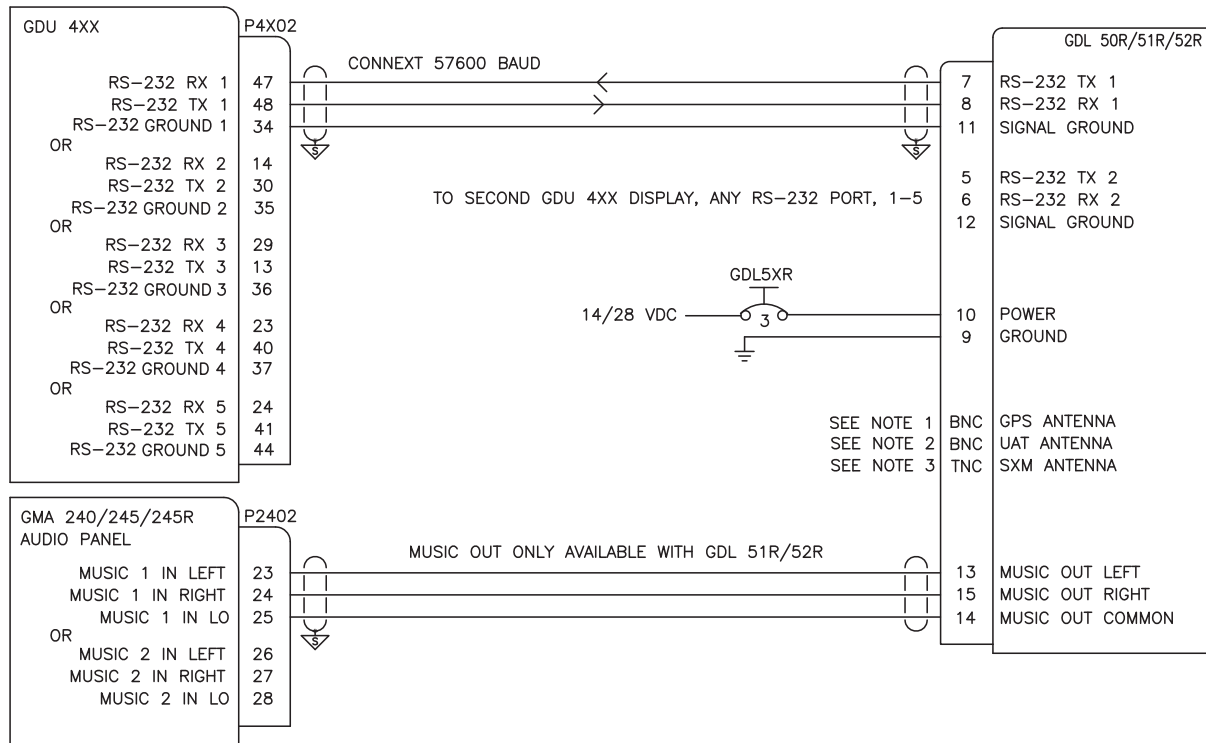 GDU 4XX
P4X02
RS-232 RX 1 47
RS-232 TX 1 48
RS-232 GROUND 1 34
OR
RS-232 RX 2 14
RS-232 TX 2 30
RS-232 GROUND 2 35
OR
RS-232 RX 3 29
RS-232 TX 3 13
RS-232 GROUND 3 36
OR
RS-232 RX 4 23
RS-232 TX 4 40
RS-232 GROUND 4 37
OR
RS-232 RX 5 24
RS-232 TX 5 41
RS-232 GROUND 5 44
CONNEXT 57600 BAUD
S
S
TO SECOND GDU 4XX DISPLAY, ANY RS-232 PORT, 1-5
GDL5XR
14/28 VDC
3
GDL 50R/51R/52R
7 RS-232 TX 1
8 RS-232 RX 1
11 SIGNAL GROUND
5 RS-232 TX 2
6 RS-232 RX 2
12 SIGNAL GROUND
10 POWER
9 GROUND
SEE NOTE 1 BNC GPS ANTENNA
SEE NOTE 2 BNC UAT ANTENNA
SEE NOTE 3 TNC SXM ANTENNA
GMA 240/245/245R
AUDIO PANEL
P2402
MUSIC 1 IN LEFT 23
MUSIC 1 IN RIGHT 24
MUSIC 1 IN LO 25
OR
MUSIC 2 IN LEFT 26
MUSIC 2 IN RIGHT 27
MUSIC 2 IN LO 28
MUSIC OUT ONLY AVAILABLE WITH GDL 51R/52R
S
13 MUSIC OUT LEFT
15 MUSIC OUT RIGHT
14 MUSIC OUT COMMON